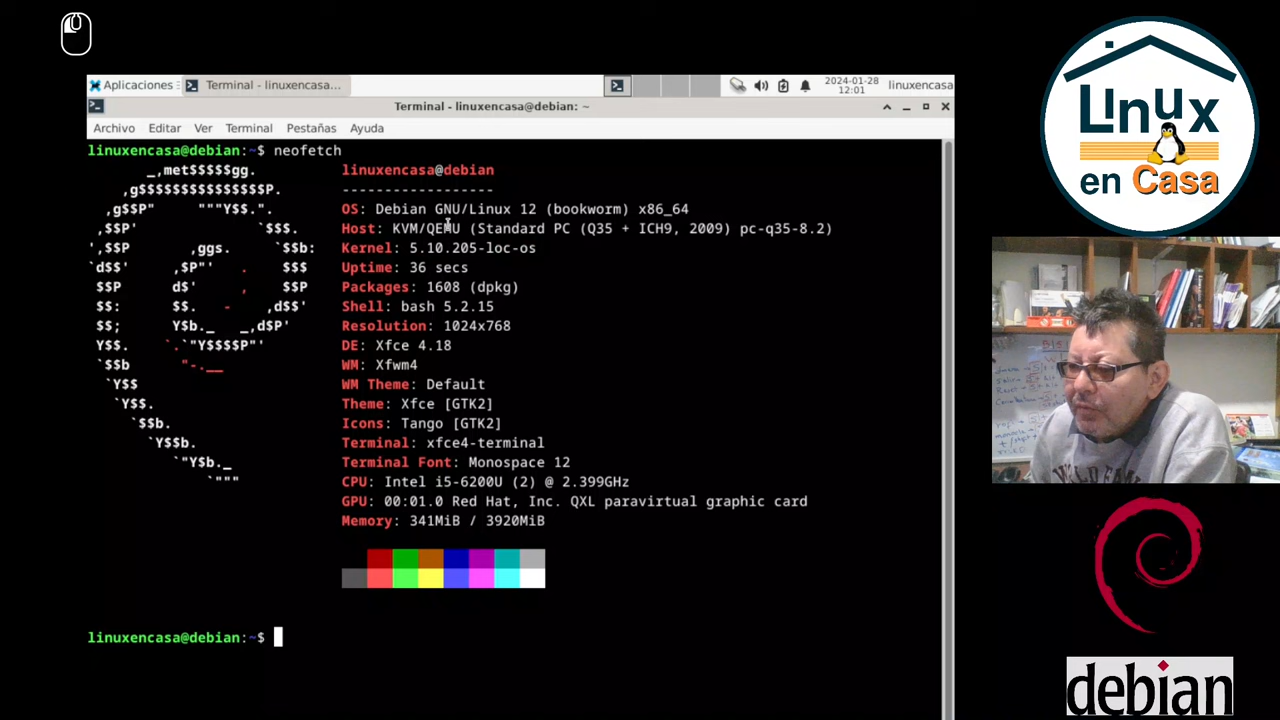 Aplicaciones
Terminal - linuxencasa...
2024-01-28
12:01
linuxencasa
Terminal - linuxencasa@debian: ~
Archivo Editar Ver Terminal Pestañas Ayuda
linuxencasa@debian:~$ neofetch
_,met$$$$$gg.
,g$$$$$$$$$$$$$$$P.
,g$$P" """Y$$.".
,$$P' `$$$.
',$$P ,ggs. `$$b:
`d$$' ,$P"' . $$$
$$P d$' , $$P
$$: $$. - ,d$$'
$$; Y$b._ _,d$P'
Y$$. `.`"Y$$$$P"'
`$$b "-.__
`Y$$
`Y$$.
`$$b.
`Y$$b.
`"Y$b._
`"""
linuxencasa@debian
------------------
OS: Debian GNU/Linux 12 (bookworm) x86_64
Host: KVM/QEMU (Standard PC (Q35 + ICH9, 2009) pc-q35-8.2)
Kernel: 5.10.205-loc-os
Uptime: 36 secs
Packages: 1608 (dpkg)
Shell: bash 5.2.15
Resolution: 1024x768
DE: Xfce 4.18
WM: Xfwm4
WM Theme: Default
Theme: Xfce [GTK2]
Icons: Tango [GTK2]
Terminal: xfce4-terminal
Terminal Font: Monospace 12
CPU: Intel i5-6200U (2) @ 2.399GHz
GPU: 00:01.0 Red Hat, Inc. QXL paravirtual graphic card
Memory: 341MiB / 3920MiB
linuxencasa@debian:~$
Linux
en Casa
debian